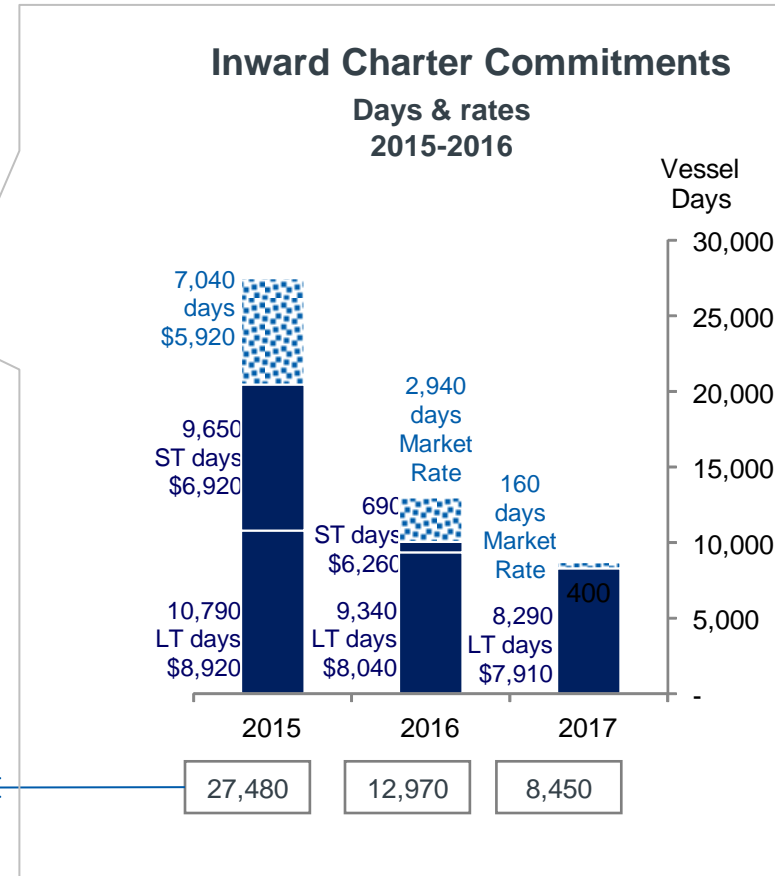 Inward Charter Commitments
Days & rates
2015-2016
Vessel
Days
30,000
25,000
20,000
15,000
10,000
5,000
-
7,040
days
$5,920
9,650
ST days
$6,920
10,790
LT days
$8,920
2,940
days
Market
Rate
690
ST days
$6,260
9,340
LT days
$8,040
160
days
Market
Rate
400
8,290
LT days
$7,910
2015
2016
2017
27,480
12,970
8,450